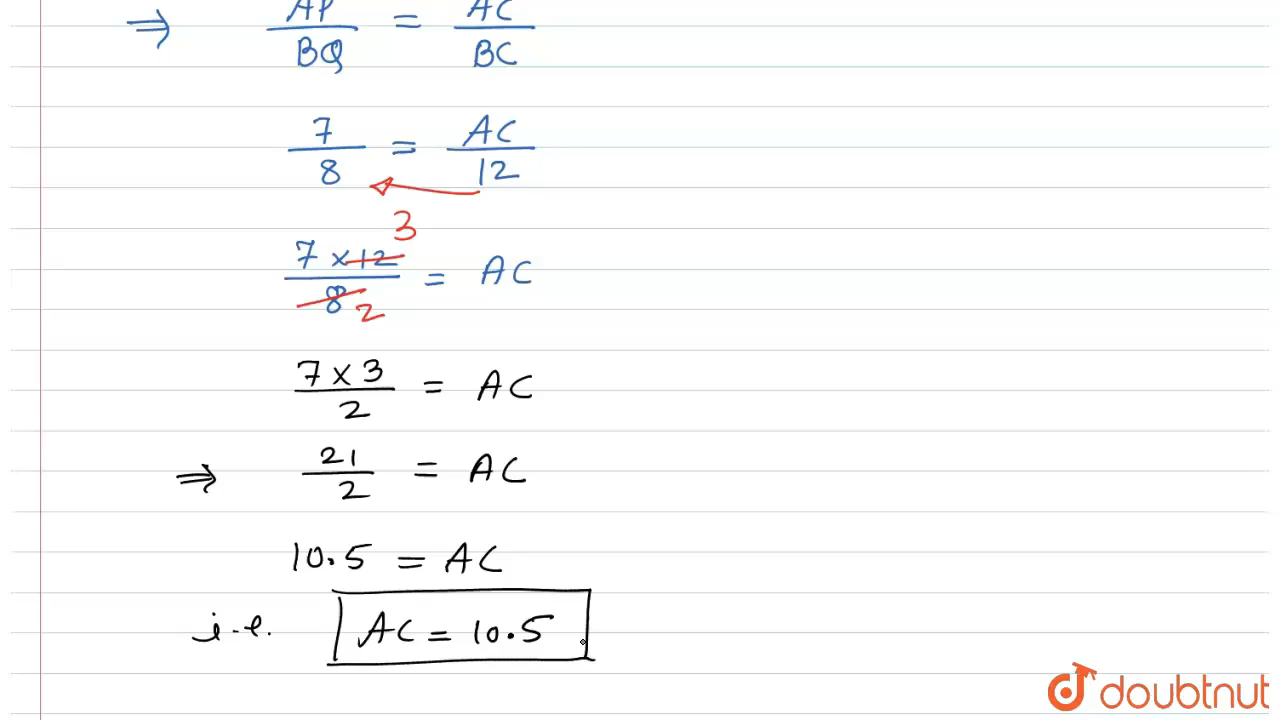 ⇒ AP/BQ = AC/BC
7/8 = AC/12
3
7 × 12/8 = AC
2
7 × 3/2 = AC
⇒ 21/2 = AC
10.5 = AC
i.e. AC = 10.5
doubtnut